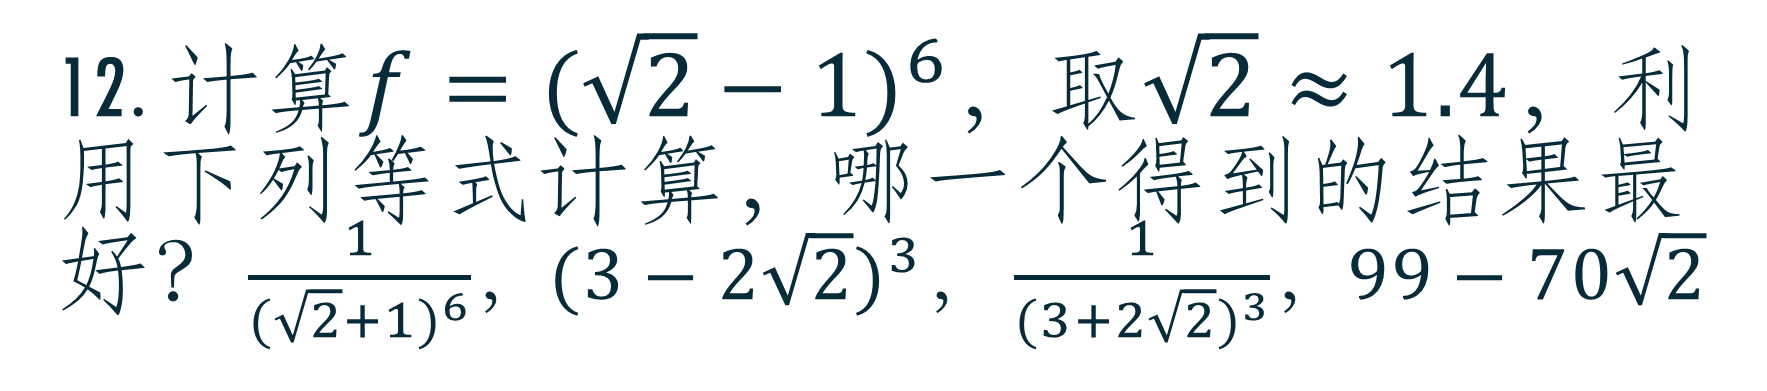 12. 计算f = (√2 − 1)⁶，取√2 ≈ 1.4，利
用下列等式计算，哪一个得到的结果最
好？ 1/(√2+1)⁶，(3 − 2√2)³，1/(3+2√2)³，99 − 70√2